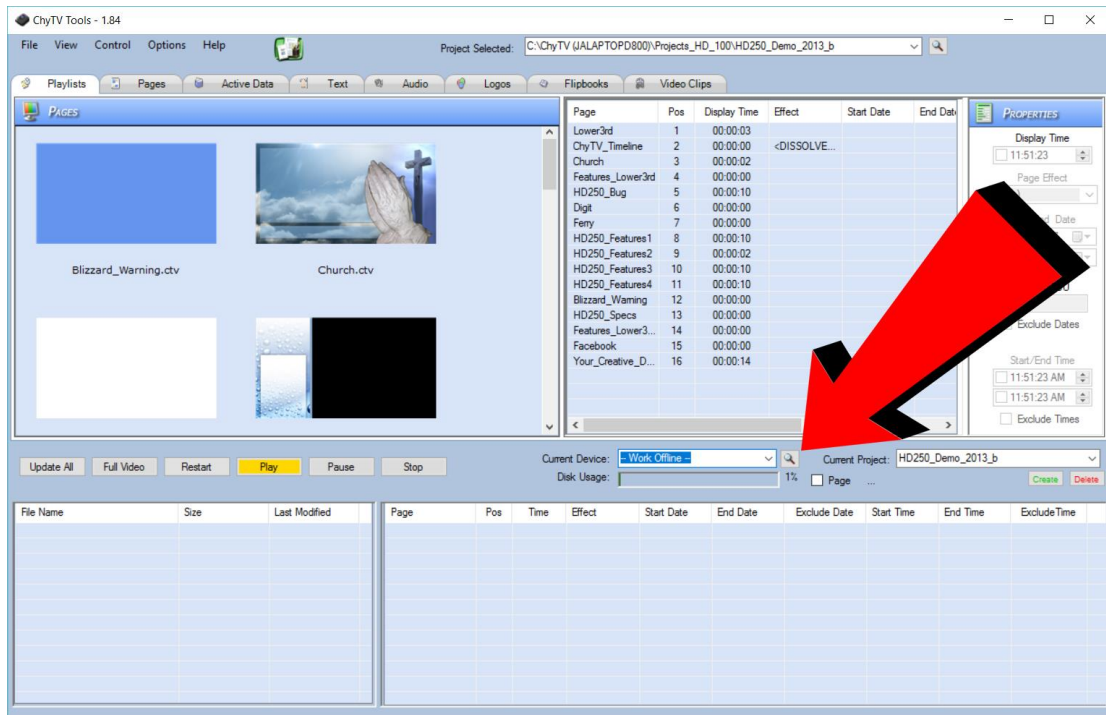 ChyTV Tools - 1.84
File View Control Options Help
Project Selected: C:\ChyTV (JALAPTOPD800)\Projects_HD_100\HD250_Demo_2013_b
Playlists Pages Active Data Text Audio Logos Flipbooks Video Clips
PAGES
Blizzard_Warning.ctv Church.ctv
Page Pos Display Time Effect Start Date End Date
Lower3rd 1 00:00:03
ChyTV_Timeline 2 00:00:00 <DISSOLVE...
Church 3 00:00:02
Features_Lower3rd 4 00:00:00
HD250_Bug 5 00:00:10
Digit 6 00:00:00
Ferry 7 00:00:00
HD250_Features1 8 00:00:10
HD250_Features2 9 00:00:02
HD250_Features3 10 00:00:10
HD250_Features4 11 00:00:10
Blizzard_Warning 12 00:00:00
HD250_Specs 13 00:00:00
Features_Lower3... 14 00:00:00
Facebook 15 00:00:00
Your_Creative_D... 16 00:00:14
PROPERTIES
Display Time
11:51:23
Page Effect
Date
Exclude Dates
Start/End Time
11:51:23 AM
11:51:23 AM
Exclude Times
Update All Full Video Restart Play Pause Stop
Current Device: -- Work Offline -- Current Project: HD250_Demo_2013_b
Disk Usage: 1% Page ... Create Delete
File Name Size Last Modified
Page Pos Time Effect Start Date End Date Exclude Date Start Time End Time ExcludeTime